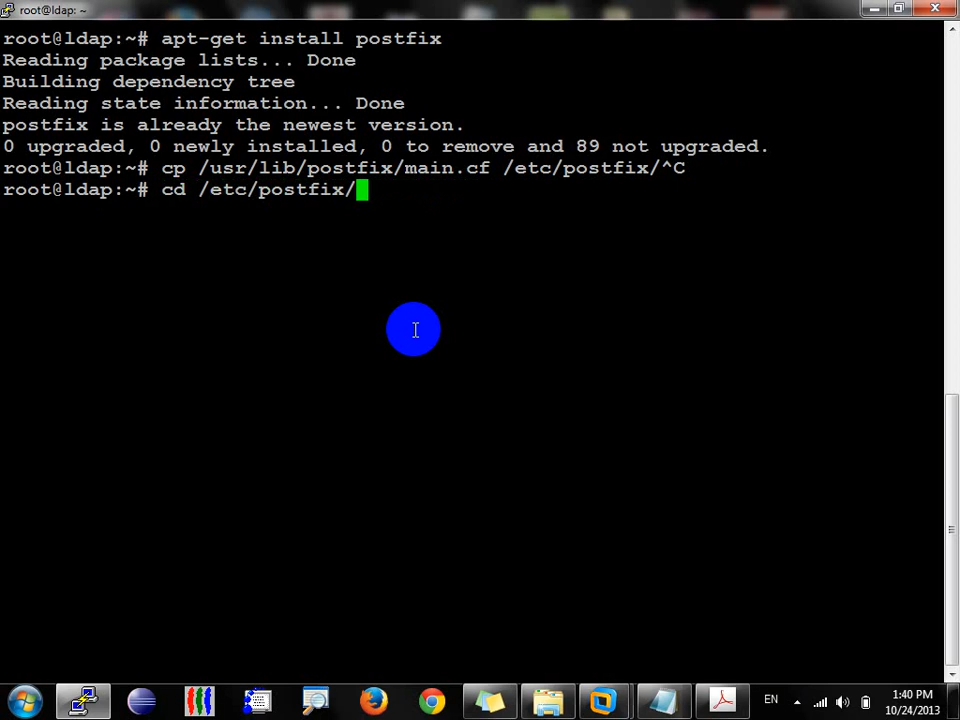 root@ldap: ~
root@ldap:~# apt-get install postfix
Reading package lists... Done
Building dependency tree
Reading state information... Done
postfix is already the newest version.
0 upgraded, 0 newly installed, 0 to remove and 89 not upgraded.
root@ldap:~# cp /usr/lib/postfix/main.cf /etc/postfix/^C
root@ldap:~# cd /etc/postfix/
EN
1:40 PM
10/24/2013